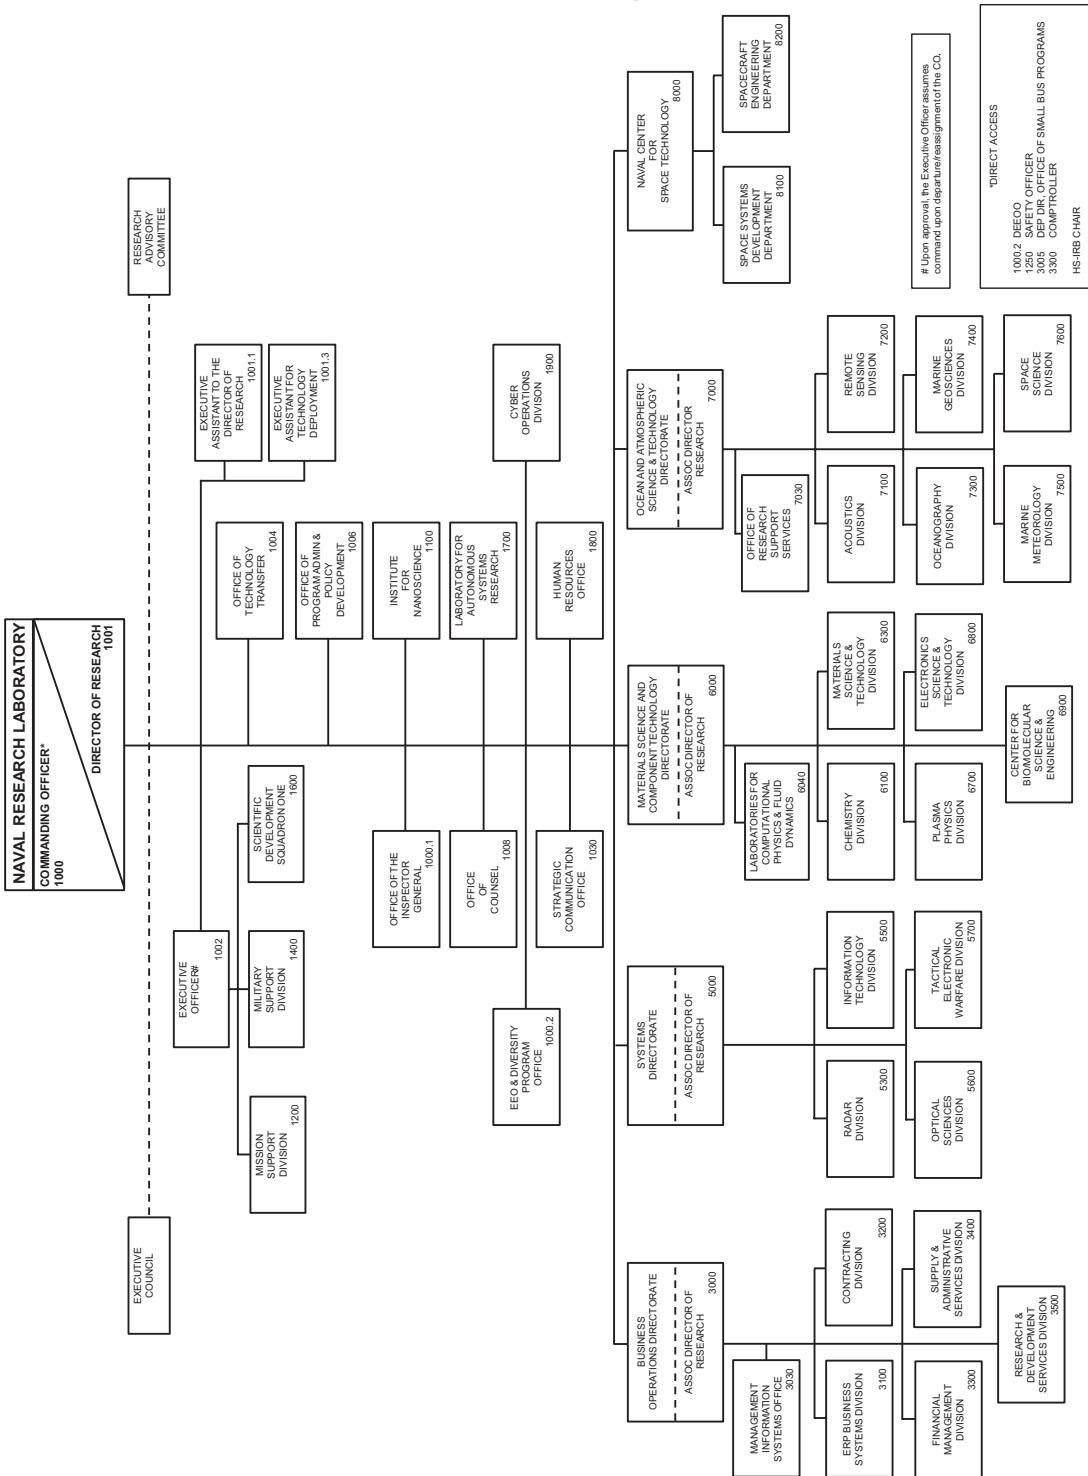 NAVAL RESEARCH LABORATORY
COMMANDING OFFICER*
1000
DIRECTOR OF RESEARCH
1001
EXECUTIVE
COUNCIL
RESEARCH
ADVISORY
COMMITTEE
EXECUTIVE
OFFICER#
1002
EXECUTIVE
ASSISTANT TO THE
DIRECTOR OF
RESEARCH
1001.1
EXECUTIVE
ASSISTANT FOR
TECHNOLOGY
DEPLOYMENT
1001.3
MISSION
SUPPORT
DIVISION
1200
MILITARY
SUPPORT
DIVISION
1400
SCIENTIFIC
DEVELOPMENT
SQUADRON ONE
1600
OFFICE OF
TECHNOLOGY
TRANSFER
1004
OFFICE OF
PROGRAM ADMIN &
POLICY
DEVELOPMENT
1006
OFFICE OF THE
INSPECTOR
GENERAL
1000.1
INSTITUTE
FOR
NANOSCIENCE
1100
OFFICE
OF
COUNSEL
1008
LABORATORY FOR
AUTONOMOUS
SYSTEMS
RESEARCH
1700
EEO & DIVERSITY
PROGRAM
OFFICE
1000.2
CYBER
OPERATIONS
DIVISON
1900
STRATEGIC
COMMUNICATION
OFFICE
1030
HUMAN
RESOURCES
OFFICE
1800
BUSINESS
OPERATIONS DIRECTORATE
ASSOC DIRECTOR OF
RESEARCH
3000
MANAGEMENT
INFORMATION
SYSTEMS OFFICE
3030
ERP BUSINESS
SYSTEMS DIVISION
3100
CONTRACTING
DIVISION
3200
FINANCIAL
MANAGEMENT
DIVISION
3300
SUPPLY &
ADMINISTRATIVE
SERVICES DIVISION
3400
RESEARCH &
DEVELOPMENT
SERVICES DIVISION
3500
SYSTEMS
DIRECTORATE
ASSOC DIRECTOR OF
RESEARCH
5000
RADAR
DIVISION
5300
INFORMATION
TECHNOLOGY
DIVISION
5500
OPTICAL
SCIENCES
DIVISION
5600
TACTICAL
ELECTRONIC
WARFARE DIVISION
5700
MATERIALS SCIENCE AND
COMPONENT TECHNOLOGY
DIRECTORATE
ASSOC DIRECTOR OF
RESEARCH
6000
LABORATORIES FOR
COMPUTATIONAL
PHYSICS & FLUID
DYNAMICS
6040
CHEMISTRY
DIVISION
6100
MATERIALS
SCIENCE &
TECHNOLOGY
DIVISION
6300
PLASMA
PHYSICS
DIVISION
6700
ELECTRONICS
SCIENCE &
TECHNOLOGY
DIVISION
6800
CENTER FOR
BIO/MOLECULAR
SCIENCE &
ENGINEERING
6900
OCEAN AND ATMOSPHERIC
SCIENCE & TECHNOLOGY
DIRECTORATE
ASSOC DIRECTOR
RESEARCH
7000
OFFICE OF
RESEARCH
SUPPORT
SERVICES
7030
ACOUSTICS
DIVISION
7100
REMOTE
SENSING
DIVISION
7200
OCEANOGRAPHY
DIVISION
7300
MARINE
GEOSCIENCES
DIVISION
7400
MARINE
METEOROLOGY
DIVISION
7500
SPACE
SCIENCE
DIVISION
7600
NAVAL CENTER
FOR
SPACE TECHNOLOGY
8000
SPACE SYSTEMS
DEVELOPMENT
DEPARTMENT
8100
SPACECRAFT
ENGINEERING
DEPARTMENT
8200
# Upon approval, the Executive Officer assumes
command upon departure/reassignment of the CO.
*DIRECT ACCESS
1000.2 DEEOO
1250 SAFETY OFFICER
3005 DEP DIR, OFFICE OF SMALL BUS PROGRAMS
3300 COMPTROLLER
HS-IRB CHAIR